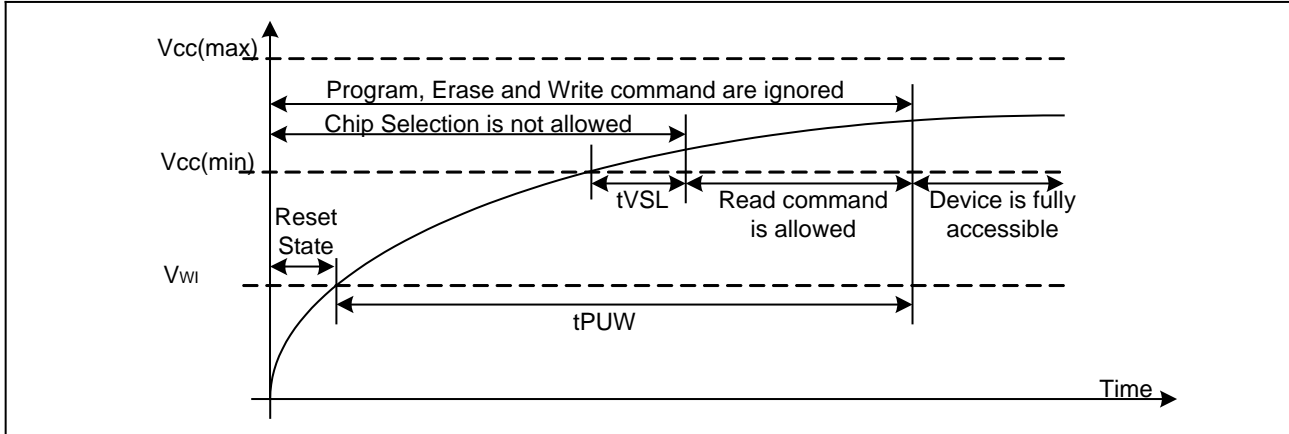 Vcc(max)
Program, Erase and Write command are ignored
Chip Selection is not allowed
Vcc(min)
tVSL
Read command
is allowed
Device is fully
accessible
Reset
State
VWI
tPUW
Time